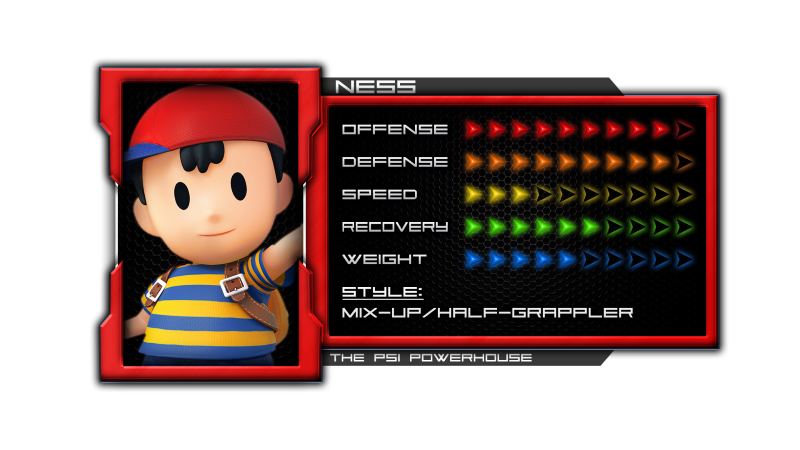 NESS
OFFENSE
DEFENSE
SPEED
RECOVERY
WEIGHT
STYLE:
MIX-UP/HALF-GRAPPLER
THE PSI POWERHOUSE